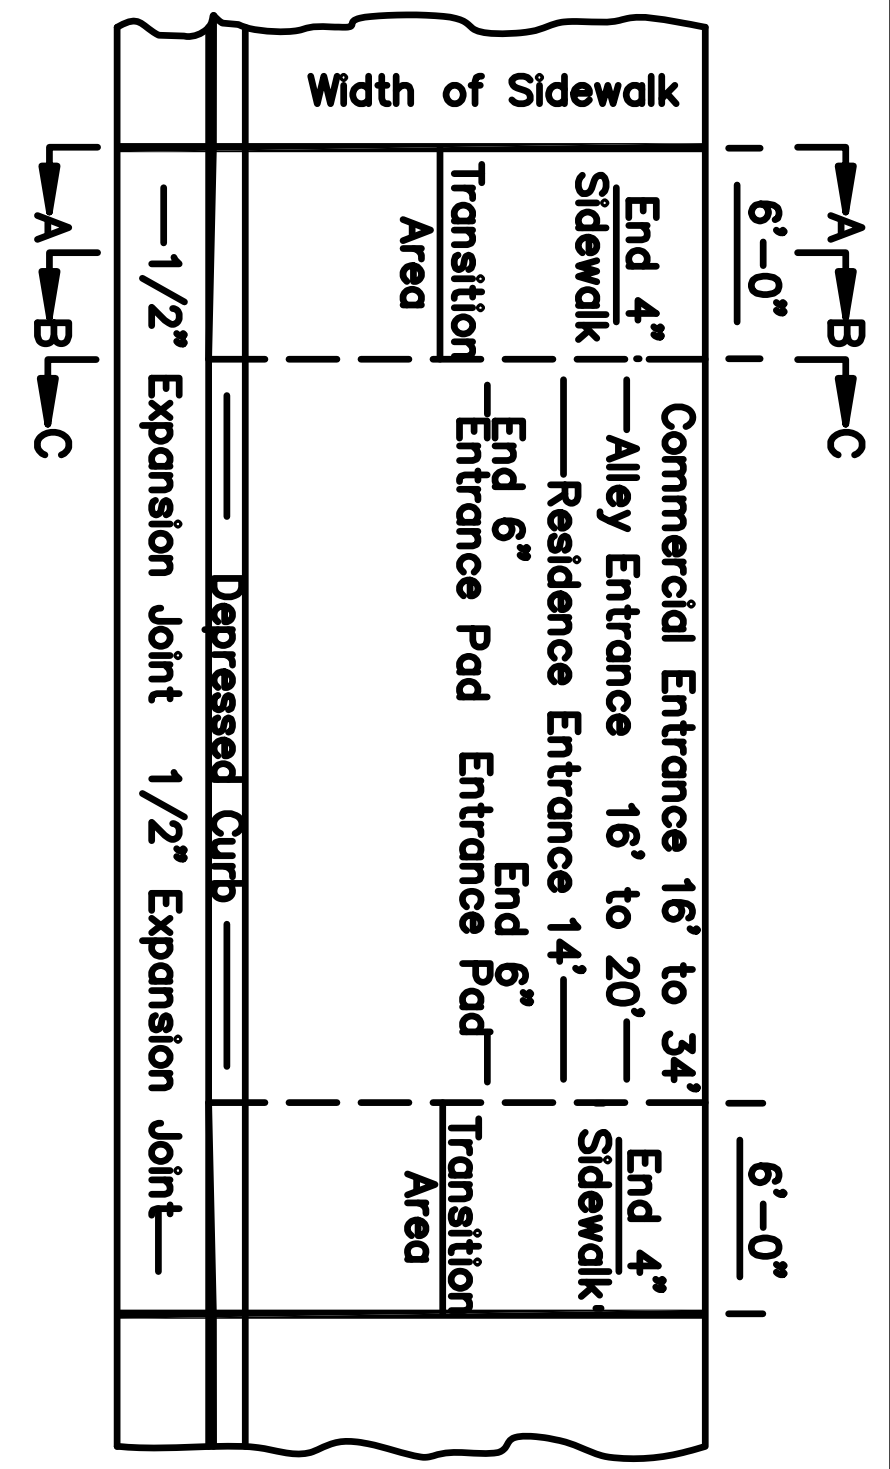 Width of Sidewalk
A
B
C
6'-0"
End 4"
Sidewalk
Transition
Area
Commercial Entrance 16' to 34'
Alley Entrance 16' to 20'
Residence Entrance 14'
End 6"
Entrance Pad
End 6"
Entrance Pad
6'-0"
End 4"
Sidewalk
Transition
Area
Depressed Curb
1/2" Expansion Joint
1/2" Expansion Joint
A
B
C